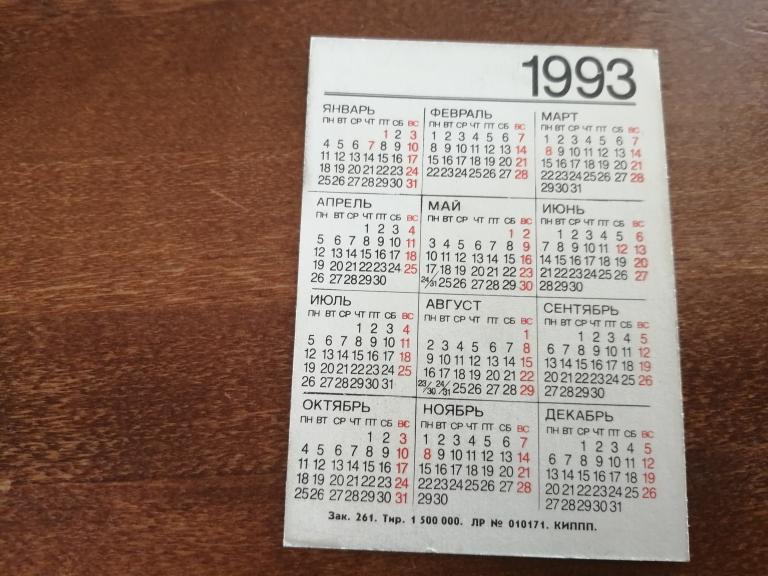 1993
ЯНВАРЬ
ПН ВТ СР ЧТ ПТ СБ ВС
1 2 3
4 5 6 7 8 9 10
11 12 13 14 15 16 17
18 19 20 21 22 23 24
25 26 27 28 29 30 31
ФЕВРАЛЬ
ПН ВТ СР ЧТ ПТ СБ ВС
1 2 3 4 5 6 7
8 9 10 11 12 13 14
15 16 17 18 19 20 21
22 23 24 25 26 27 28
МАРТ
ПН ВТ СР ЧТ ПТ СБ ВС
1 2 3 4 5 6 7
8 9 10 11 12 13 14
15 16 17 18 19 20 21
22 23 24 25 26 27 28
29 30 31
АПРЕЛЬ
ПН ВТ СР ЧТ ПТ СБ ВС
1 2 3 4
5 6 7 8 9 10 11
12 13 14 15 16 17 18
19 20 21 22 23 24 25
26 27 28 29 30
МАЙ
ПН ВТ СР ЧТ ПТ СБ ВС
1 2
3 4 5 6 7 8 9
10 11 12 13 14 15 16
17 18 19 20 21 22 23
24/31 25 26 27 28 29 30
ИЮНЬ
ПН ВТ СР ЧТ ПТ СБ ВС
1 2 3 4 5 6
7 8 9 10 11 12 13
14 15 16 17 18 19 20
21 22 23 24 25 26 27
28 29 30
ИЮЛЬ
ПН ВТ СР ЧТ ПТ СБ ВС
1 2 3 4
5 6 7 8 9 10 11
12 13 14 15 16 17 18
19 20 21 22 23 24 25
26 27 28 29 30 31
АВГУСТ
ПН ВТ СР ЧТ ПТ СБ ВС
1
2 3 4 5 6 7 8
9 10 11 12 13 14 15
16 17 18 19 20 21 22
23/30 24/31 25 26 27 28 29
СЕНТЯБРЬ
ПН ВТ СР ЧТ ПТ СБ ВС
1 2 3 4 5
6 7 8 9 10 11 12
13 14 15 16 17 18 19
20 21 22 23 24 25 26
27 28 29 30
ОКТЯБРЬ
ПН ВТ СР ЧТ ПТ СБ ВС
1 2 3
4 5 6 7 8 9 10
11 12 13 14 15 16 17
18 19 20 21 22 23 24
25 26 27 28 29 30 31
НОЯБРЬ
ПН ВТ СР ЧТ ПТ СБ ВС
1 2 3 4 5 6 7
8 9 10 11 12 13 14
15 16 17 18 19 20 21
22 23 24 25 26 27 28
29 30
ДЕКАБРЬ
ПН ВТ СР ЧТ ПТ СБ ВС
1 2 3 4 5
6 7 8 9 10 11 12
13 14 15 16 17 18 19
20 21 22 23 24 25 26
27 28 29 30 31
Зак. 261. Тир. 1 500 000. ЛР № 010171. КИППП.